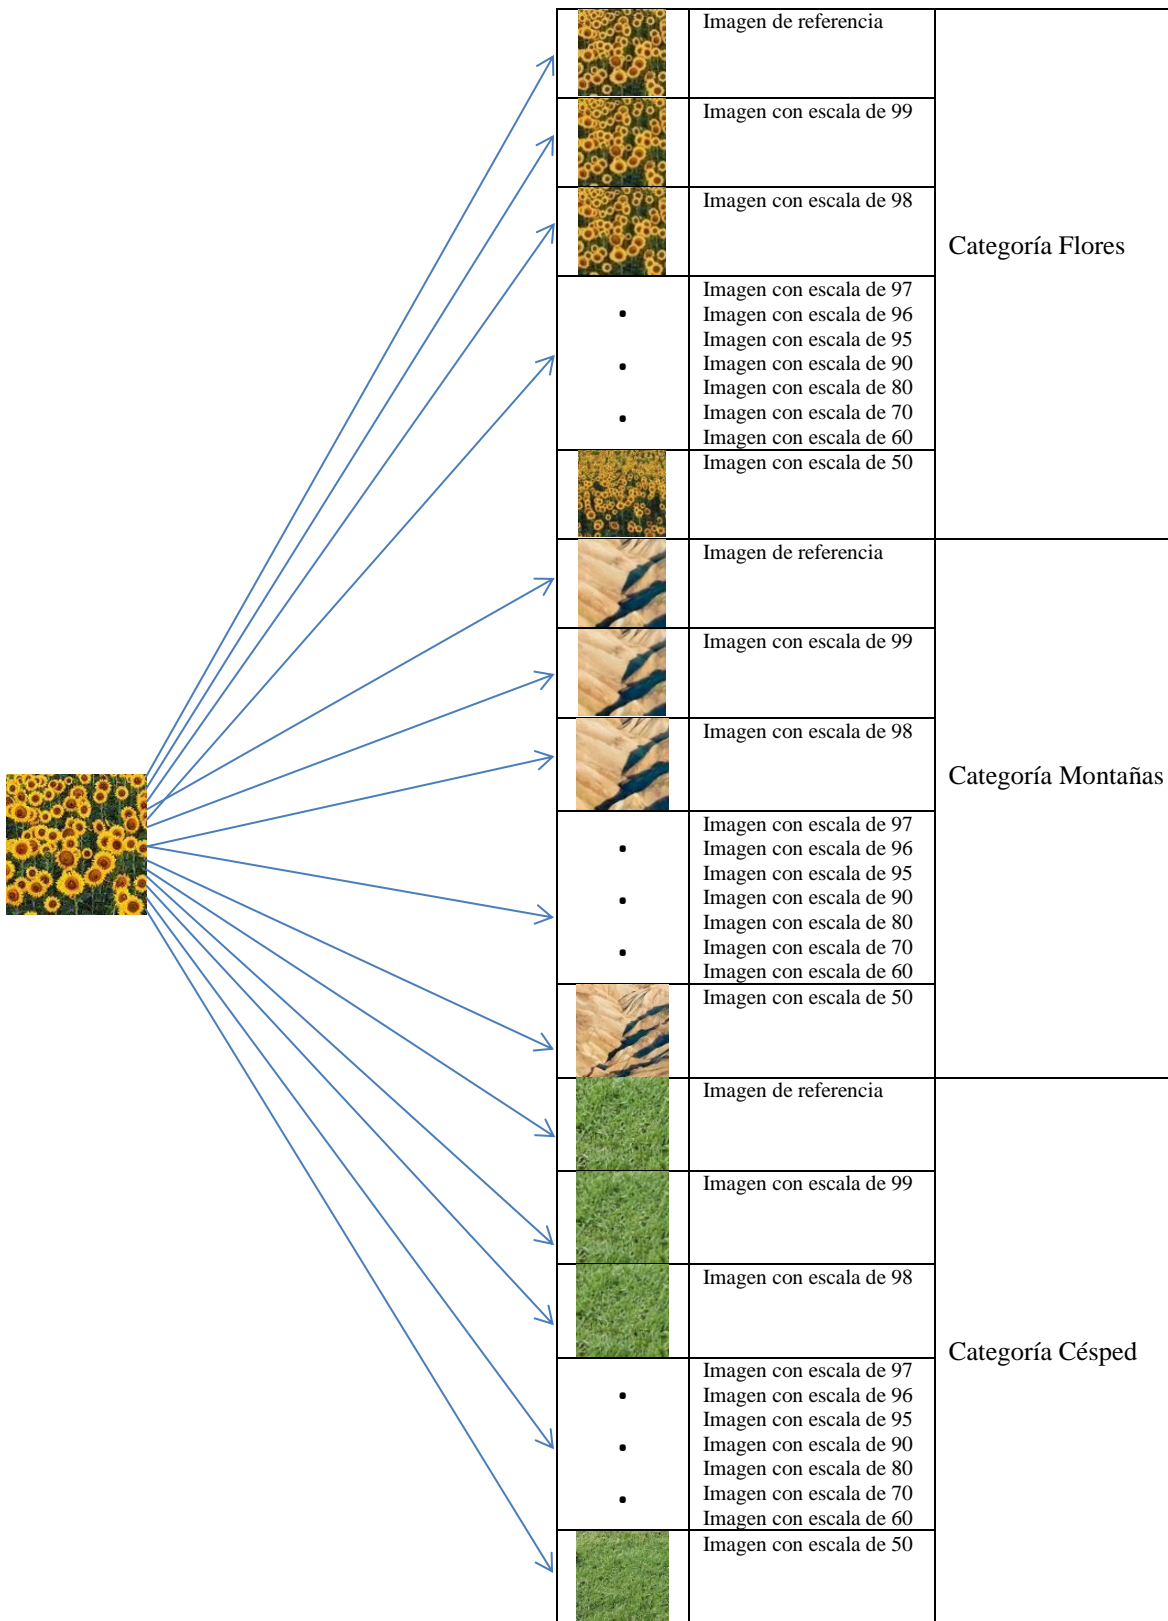 Imagen de referencia
Imagen con escala de 99
Imagen con escala de 98
Categoría Flores
Imagen con escala de 97
Imagen con escala de 96
Imagen con escala de 95
Imagen con escala de 90
Imagen con escala de 80
Imagen con escala de 70
Imagen con escala de 60
Imagen con escala de 50
Imagen de referencia
Imagen con escala de 99
Imagen con escala de 98
Categoría Montañas
Imagen con escala de 97
Imagen con escala de 96
Imagen con escala de 95
Imagen con escala de 90
Imagen con escala de 80
Imagen con escala de 70
Imagen con escala de 60
Imagen con escala de 50
Imagen de referencia
Imagen con escala de 99
Imagen con escala de 98
Categoría Césped
Imagen con escala de 97
Imagen con escala de 96
Imagen con escala de 95
Imagen con escala de 90
Imagen con escala de 80
Imagen con escala de 70
Imagen con escala de 60
Imagen con escala de 50